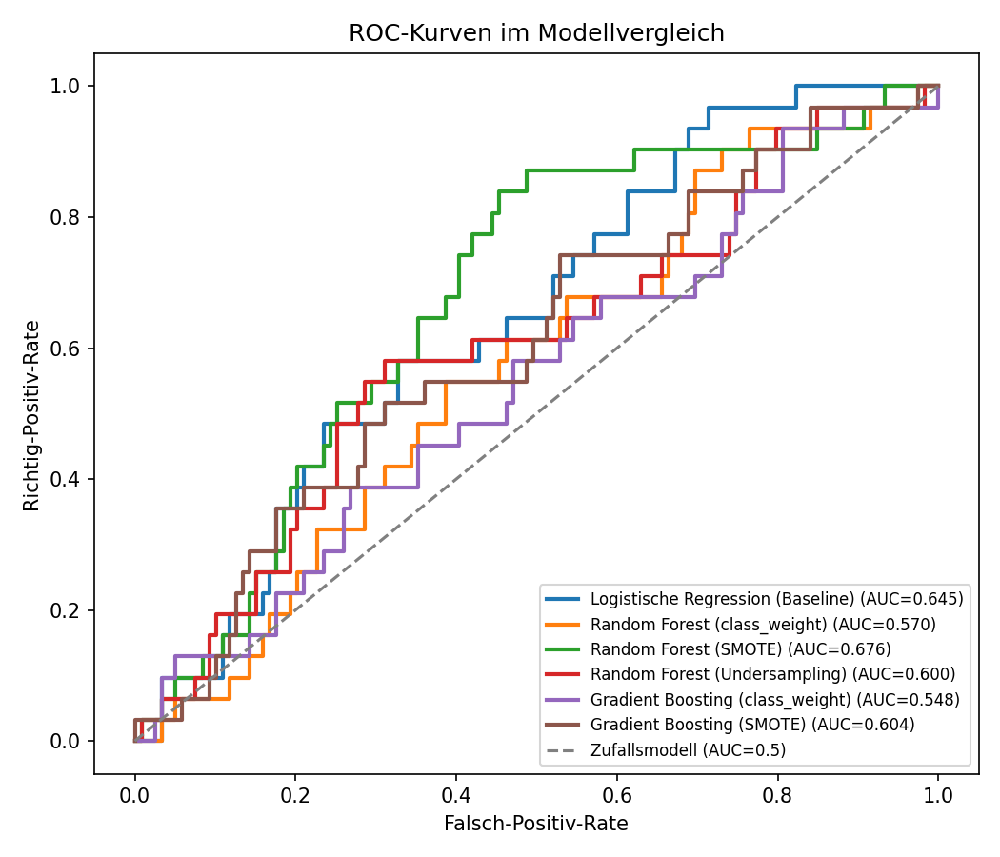 ROC-Kurven im Modellvergleich
Richtig-Positiv-Rate
1.0
0.8
0.6
0.4
0.2
0.0
Logistische Regression (Baseline) (AUC=0.645)
Random Forest (class_weight) (AUC=0.570)
Random Forest (SMOTE) (AUC=0.676)
Random Forest (Undersampling) (AUC=0.600)
Gradient Boosting (class_weight) (AUC=0.548)
Gradient Boosting (SMOTE) (AUC=0.604)
Zufallsmodell (AUC=0.5)
0.0 0.2 0.4 0.6 0.8 1.0
Falsch-Positiv-Rate